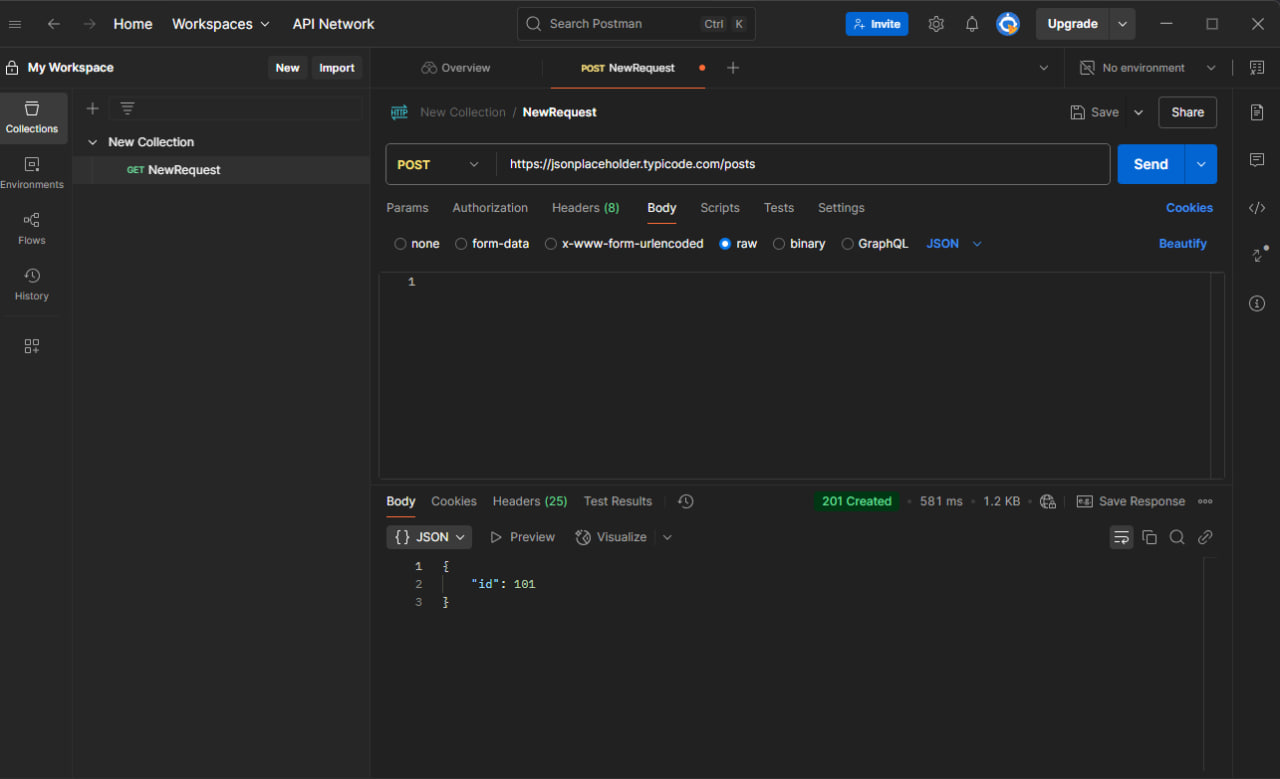 Home Workspaces API Network Search Postman Ctrl K Invite Upgrade
My Workspace New Import Overview POST NewRequest No environment
Collections
Environments
Flows
History
New Collection
GET NewRequest
HTTP New Collection / NewRequest Save Share
POST https://jsonplaceholder.typicode.com/posts Send
Params Authorization Headers (8) Body Scripts Tests Settings Cookies
none form-data x-www-form-urlencoded raw binary GraphQL JSON Beautify
1
Body Cookies Headers (25) Test Results 201 Created • 581 ms • 1.2 KB • e.g. Save Response
{} JSON Preview Visualize
1 {
2 "id": 101
3 }